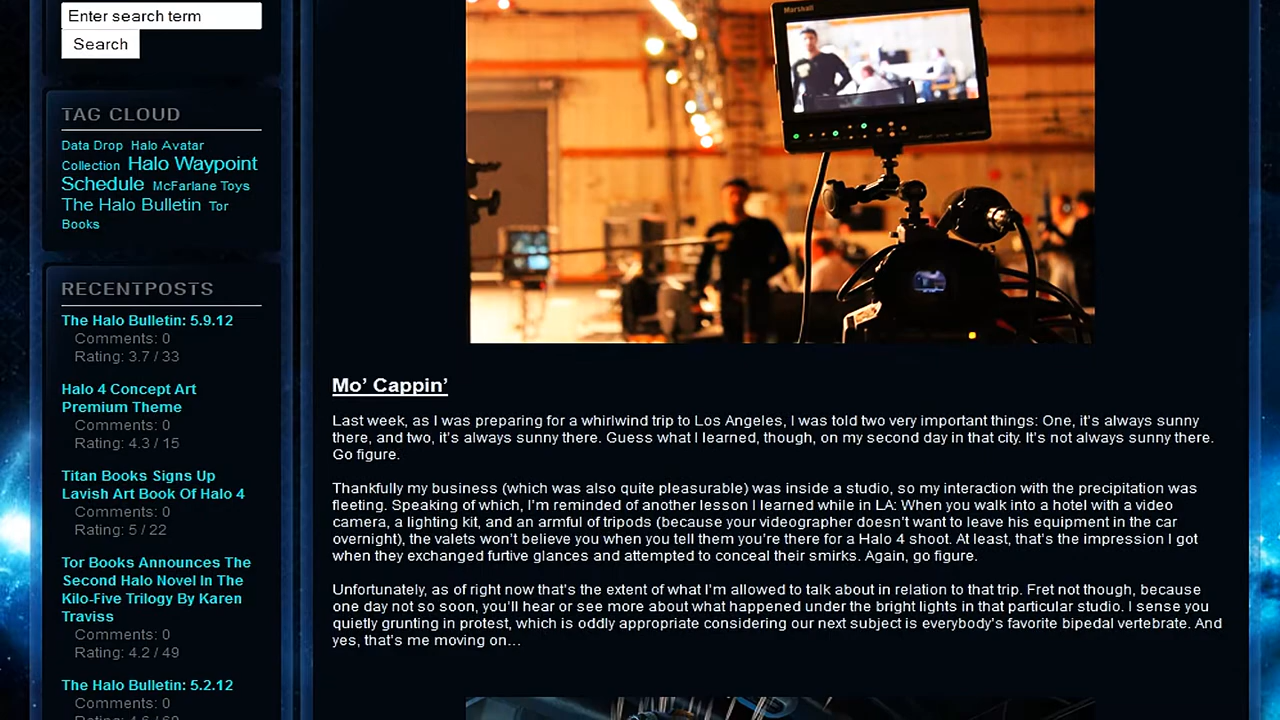 Enter search term
Search
Marshall
TAG CLOUD
Data Drop Halo Avatar
Collection Halo Waypoint
Schedule McFarlane Toys
The Halo Bulletin Tor
Books
RECENTPOSTS
The Halo Bulletin: 5.9.12
Comments: 0
Rating: 3.7 / 33
Halo 4 Concept Art
Premium Theme
Comments: 0
Rating: 4.3 / 15
Titan Books Signs Up
Lavish Art Book Of Halo 4
Comments: 0
Rating: 5 / 22
Tor Books Announces The
Second Halo Novel In The
Kilo-Five Trilogy By Karen
Traviss
Comments: 0
Rating: 4.2 / 49
The Halo Bulletin: 5.2.12
Comments: 0
Rating: 4.6 / 69
Mo’ Cappin’
Last week, as I was preparing for a whirlwind trip to Los Angeles, I was told two very important things: One, it’s always sunny
there, and two, it’s always sunny there. Guess what I learned, though, on my second day in that city. It’s not always sunny there.
Go figure.
Thankfully my business (which was also quite pleasurable) was inside a studio, so my interaction with the precipitation was
fleeting. Speaking of which, I’m reminded of another lesson I learned while in LA: When you walk into a hotel with a video
camera, a lighting kit, and an armful of tripods (because your videographer doesn’t want to leave his equipment in the car
overnight), the valets won’t believe you when you tell them you’re there for a Halo 4 shoot. At least, that’s the impression I got
when they exchanged furtive glances and attempted to conceal their smirks. Again, go figure.
Unfortunately, as of right now that’s the extent of what I’m allowed to talk about in relation to that trip. Fret not though, because
one day not so soon, you’ll hear or see more about what happened under the bright lights in that particular studio. I sense you
quietly grunting in protest, which is oddly appropriate considering our next subject is everybody’s favorite bipedal vertebrate. And
yes, that’s me moving on…